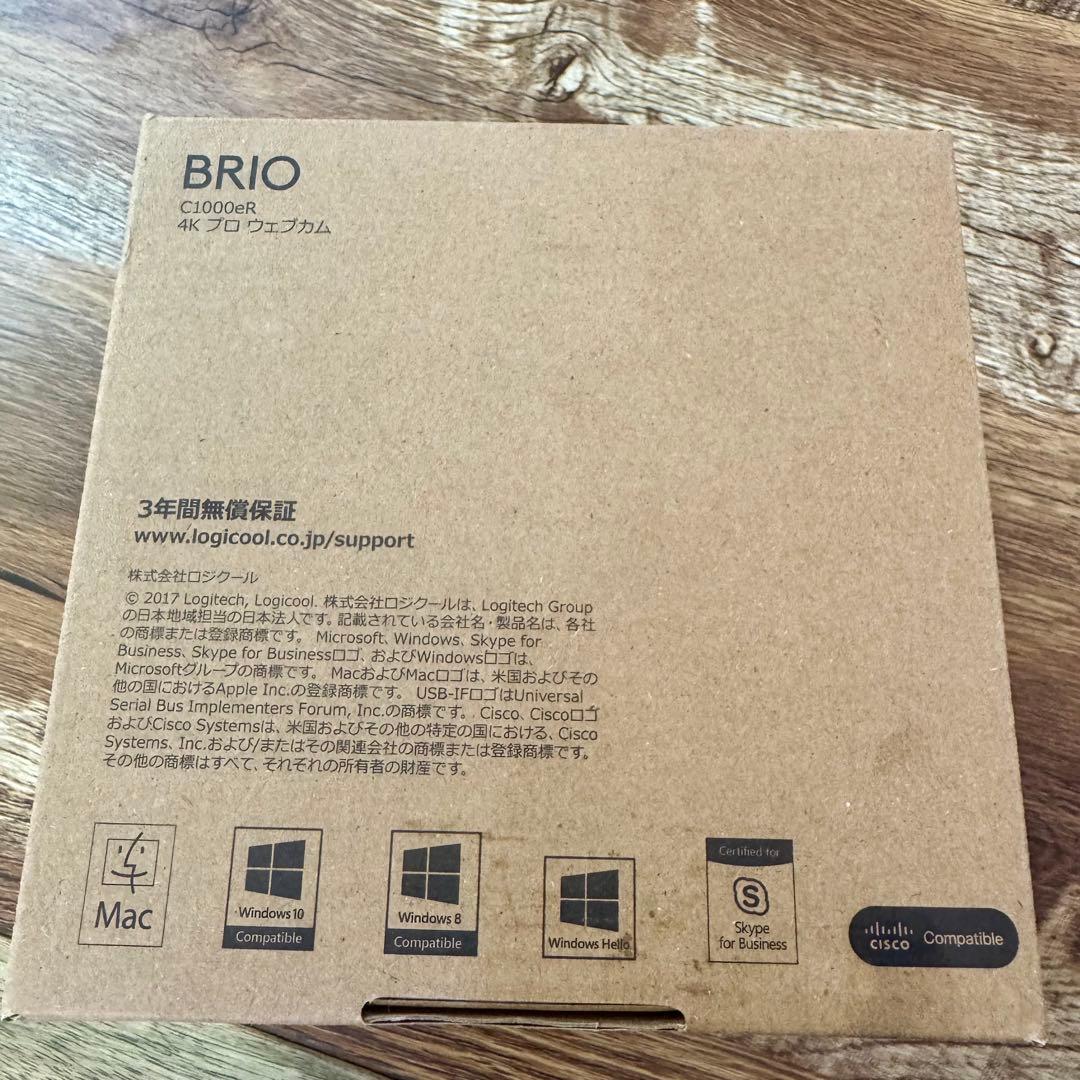 BRIO
C1000eR
4K プロ ウェブカム
3年間無償保証
www.logicool.co.jp/support
株式会社ロジクール
© 2017 Logitech, Logicool. 株式会社ロジクールは、Logitech Group
の日本地域担当の日本法人です。記載されている会社名・製品名は、各社
の商標または登録商標です。 Microsoft、Windows、Skype for
Business、Skype for Businessロゴ、およびWindowsロゴは、
Microsoftグループの商標です。 MacおよびMacロゴは、米国およびその
他の国におけるApple Inc.の登録商標です。 USB-IFロゴはUniversal
Serial Bus Implementers Forum, Inc.の商標です。 Cisco、Ciscoロゴ
およびCisco Systemsは、米国およびその他の特定の国における、Cisco
Systems, Inc.および/またはその関連会社の商標または登録商標です。
その他の商標はすべて、それぞれの所有者の財産です。
Mac
Windows 10
Compatible
Windows 8
Compatible
Windows Hello
Certified for
S
Skype
for Business
CISCO
Compatible